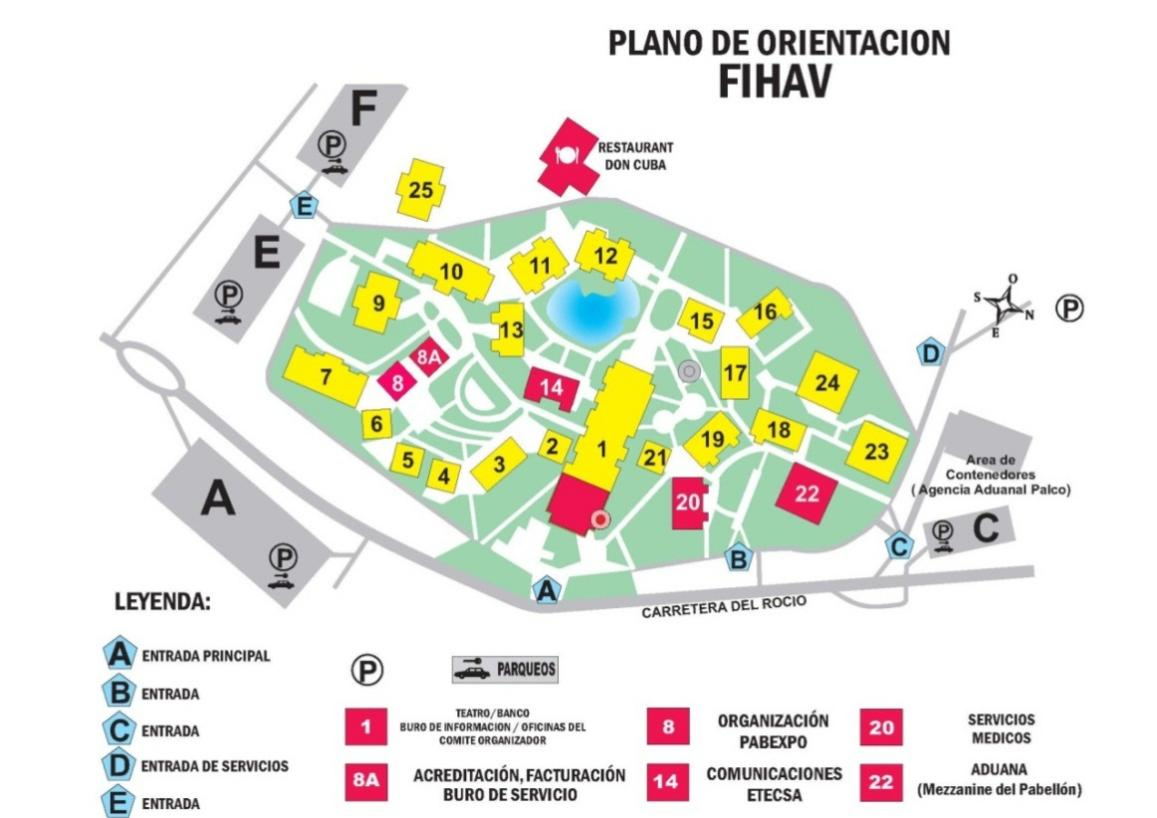 PLANO DE ORIENTACION
FIHAV
F
P
RESTAURANT
DON CUBA
25
E
E
P
12
11
10
9
13
15
16
O
S
N
E
P
D
8A
8
7
14
17
24
6
2
1
19
18
23
5
4
3
21
A
P
20
22
Area de
Contenedores
( Agencia Aduanal Palco)
P
C
C
B
A
CARRETERA DEL ROCIO
LEYENDA:
A ENTRADA PRINCIPAL
B ENTRADA
C ENTRADA
D ENTRADA DE SERVICIOS
E ENTRADA
P
PARQUEOS
1
TEATRO/BANCO
BURO DE INFORMACION / OFICINAS DEL
COMITE ORGANIZADOR
8A
ACREDITACIÓN, FACTURACIÓN
BURO DE SERVICIO
8
ORGANIZACIÓN
PABEXPO
14
COMUNICACIONES
ETECSA
20
SERVICIOS
MEDICOS
22
ADUANA
(Mezzanine del Pabellón)